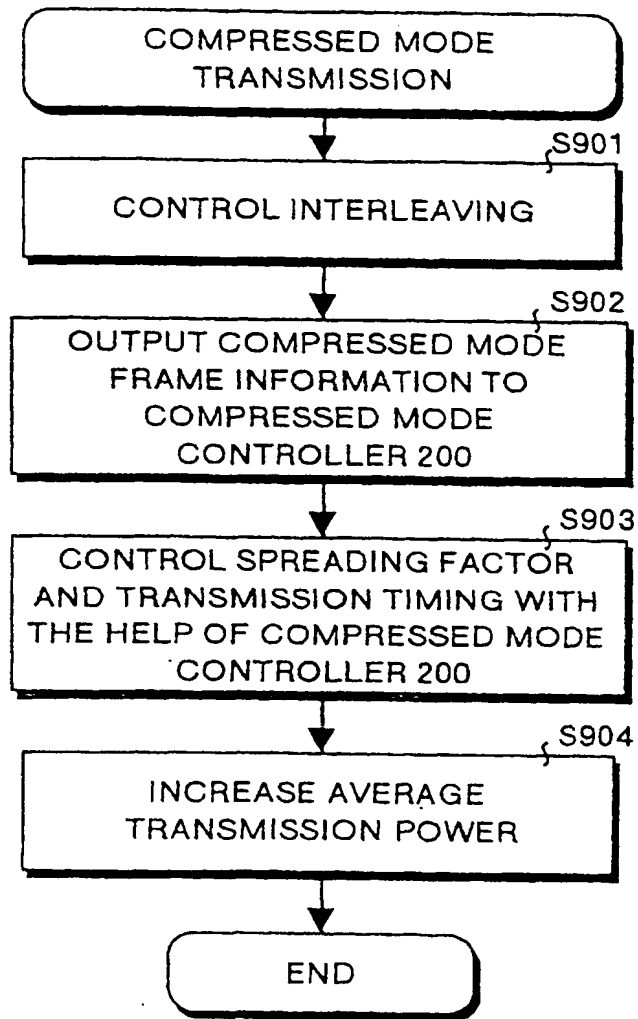 COMPRESSED MODE
TRANSMISSION
S901
CONTROL INTERLEAVING
S902
OUTPUT COMPRESSED MODE
FRAME INFORMATION TO
COMPRESSED MODE
CONTROLLER 200
S903
CONTROL SPREADING FACTOR
AND TRANSMISSION TIMING WITH
THE HELP OF COMPRESSED MODE
CONTROLLER 200
S904
INCREASE AVERAGE
TRANSMISSION POWER
END